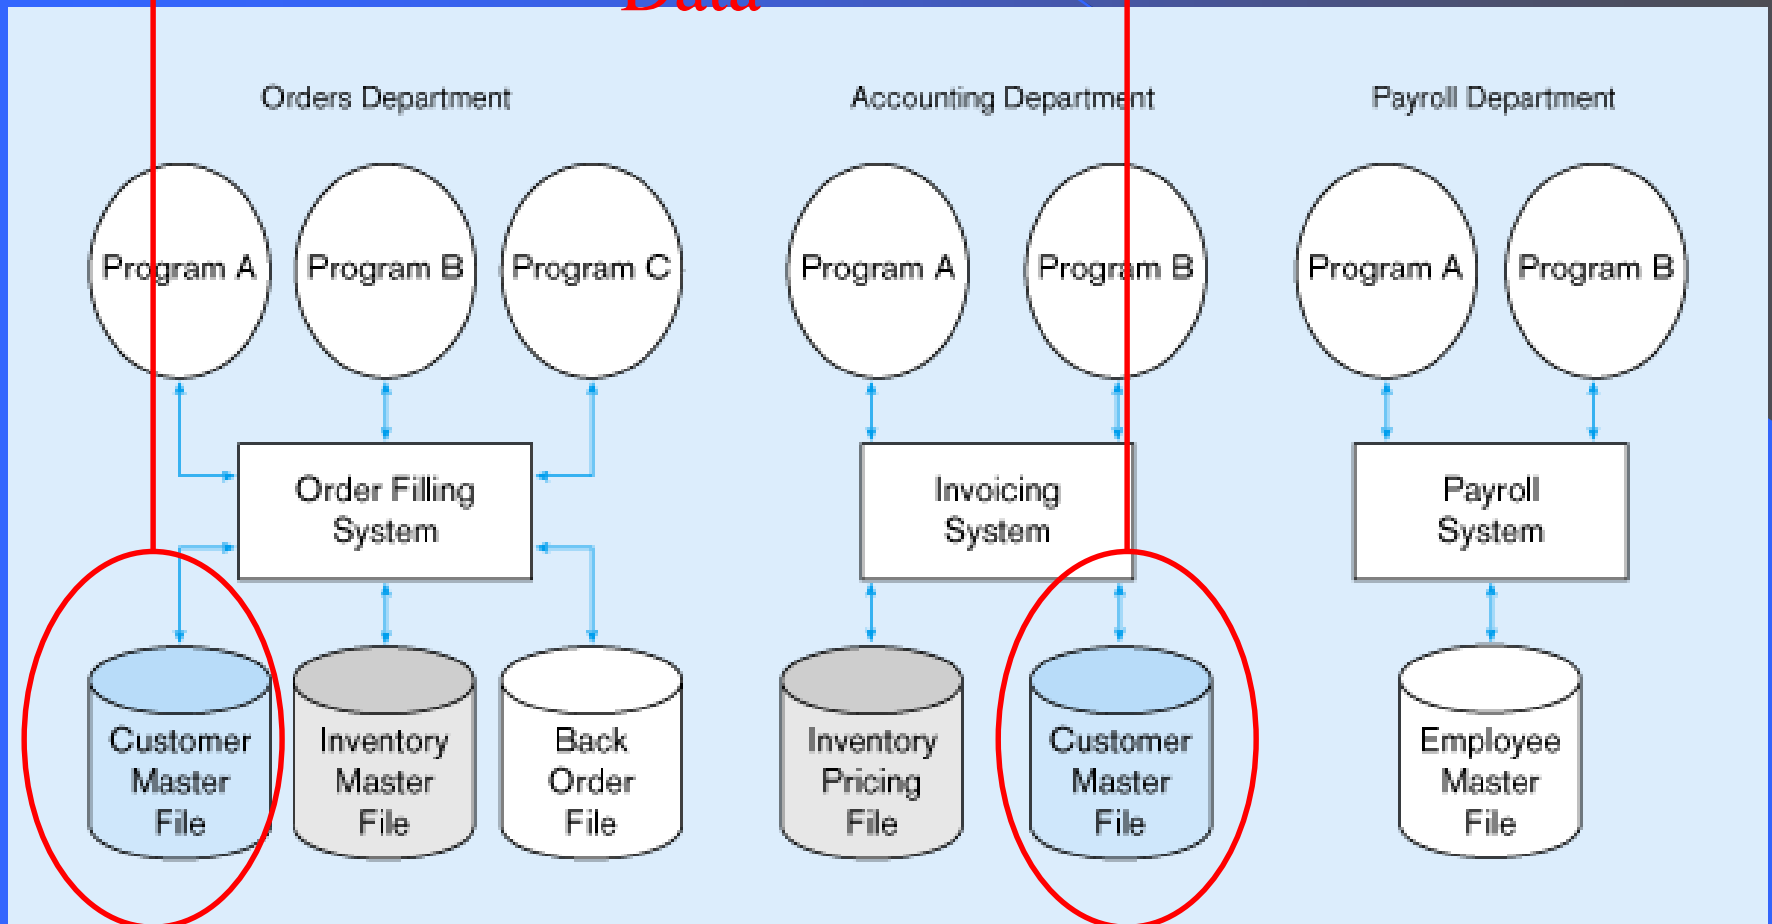 Data
Orders Department
Accounting Department
Payroll Department
Program A
Program B
Program C
Program A
Program B
Program A
Program B
Order Filling
System
Invoicing
System
Payroll
System
Customer
Master
File
Inventory
Master
File
Back
Order
File
Inventory
Pricing
File
Customer
Master
File
Employee
Master
File